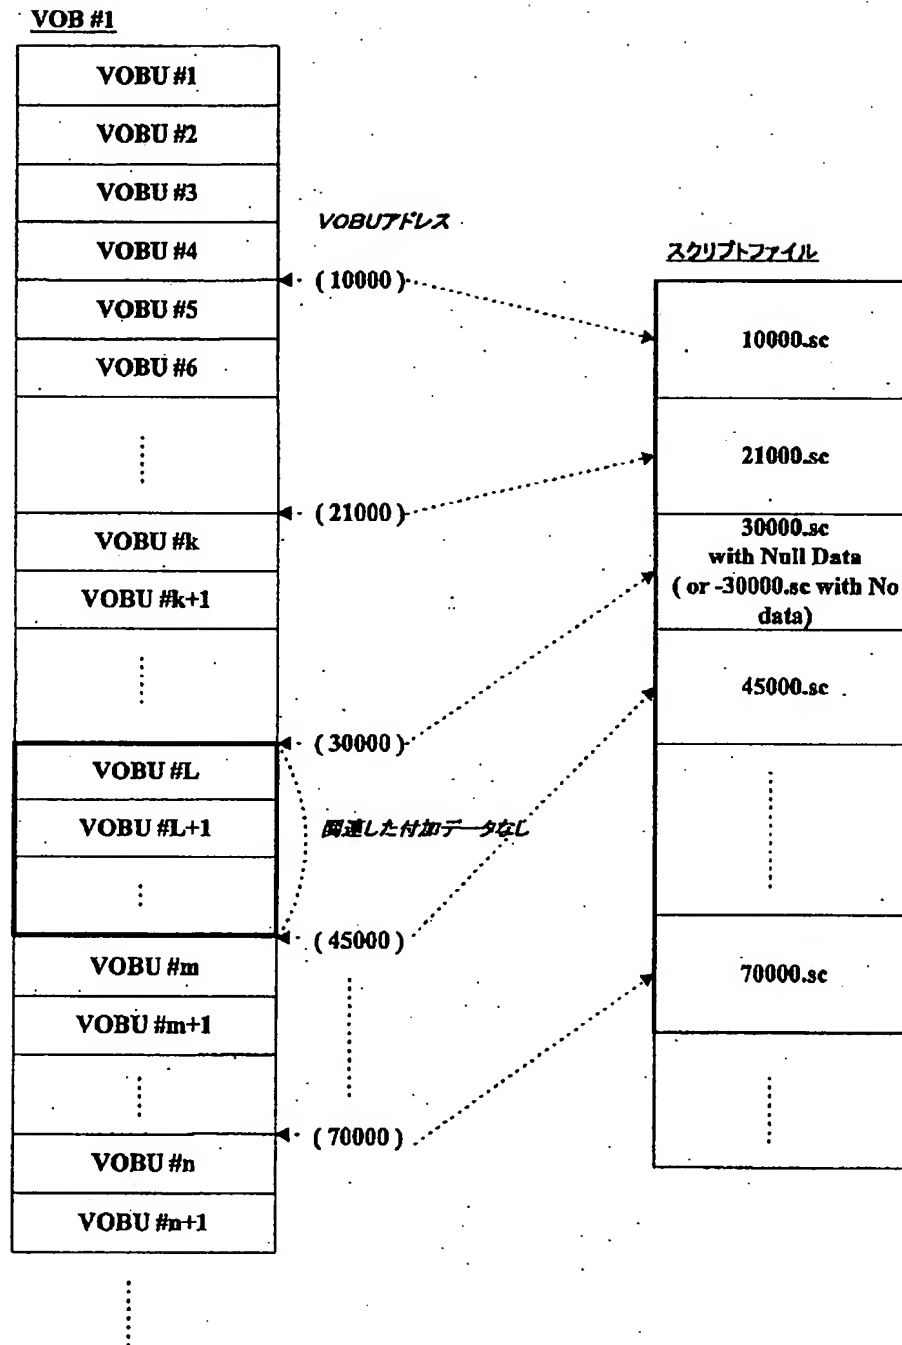 VOB #1
VOBU #1
VOBU #2
VOBU #3
VOBU #4
VOBU #5
VOBU #6
VOBU #k
VOBU #k+1
VOBU #L
VOBU #L+1
VOBU #m
VOBU #m+1
VOBU #n
VOBU #n+1
VOBUアドレス
( 10000 )
( 21000 )
( 30000 )
関連した付加データなし
( 45000 )
( 70000 )
スクリプトファイル
10000.sc
21000.sc
30000.sc
with Null Data
( or -30000.sc with No
data)
45000.sc
70000.sc